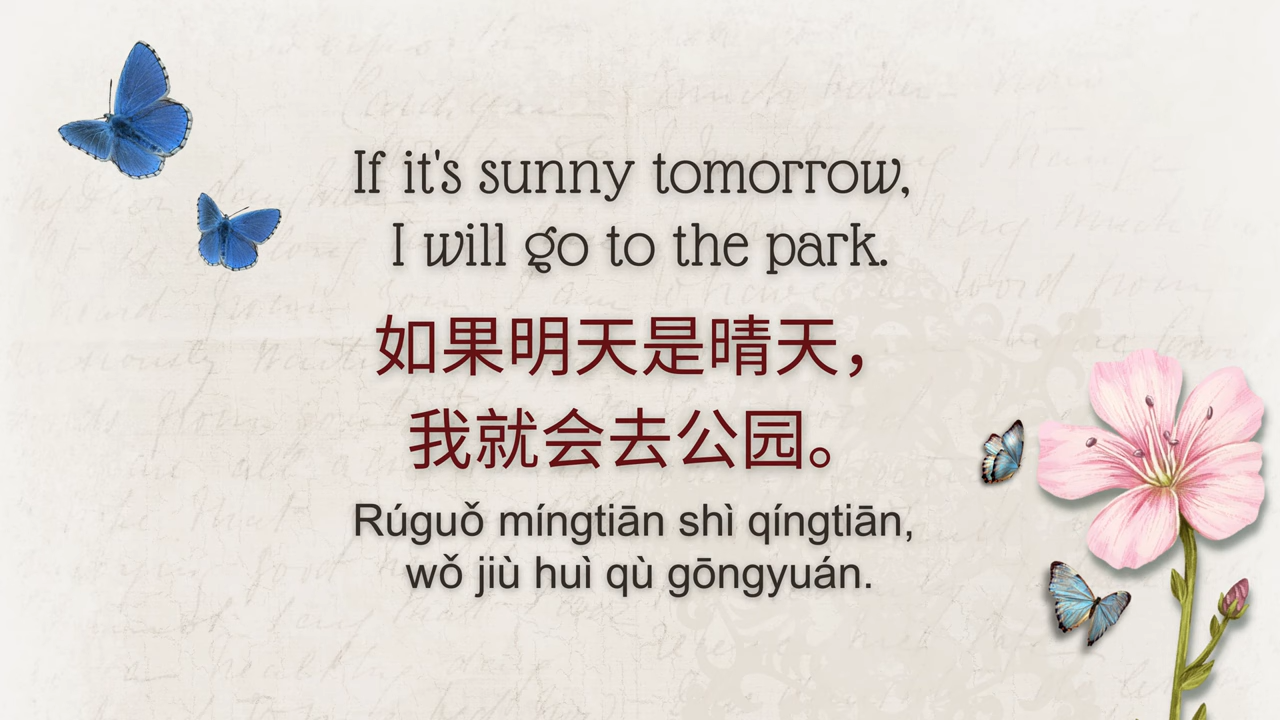 If it's sunny tomorrow,
I will go to the park.
如果明天是晴天，
我就会去公园。
Rúguǒ míngtiān shì qíngtiān,
wǒ jiù huì qù gōngyuán.